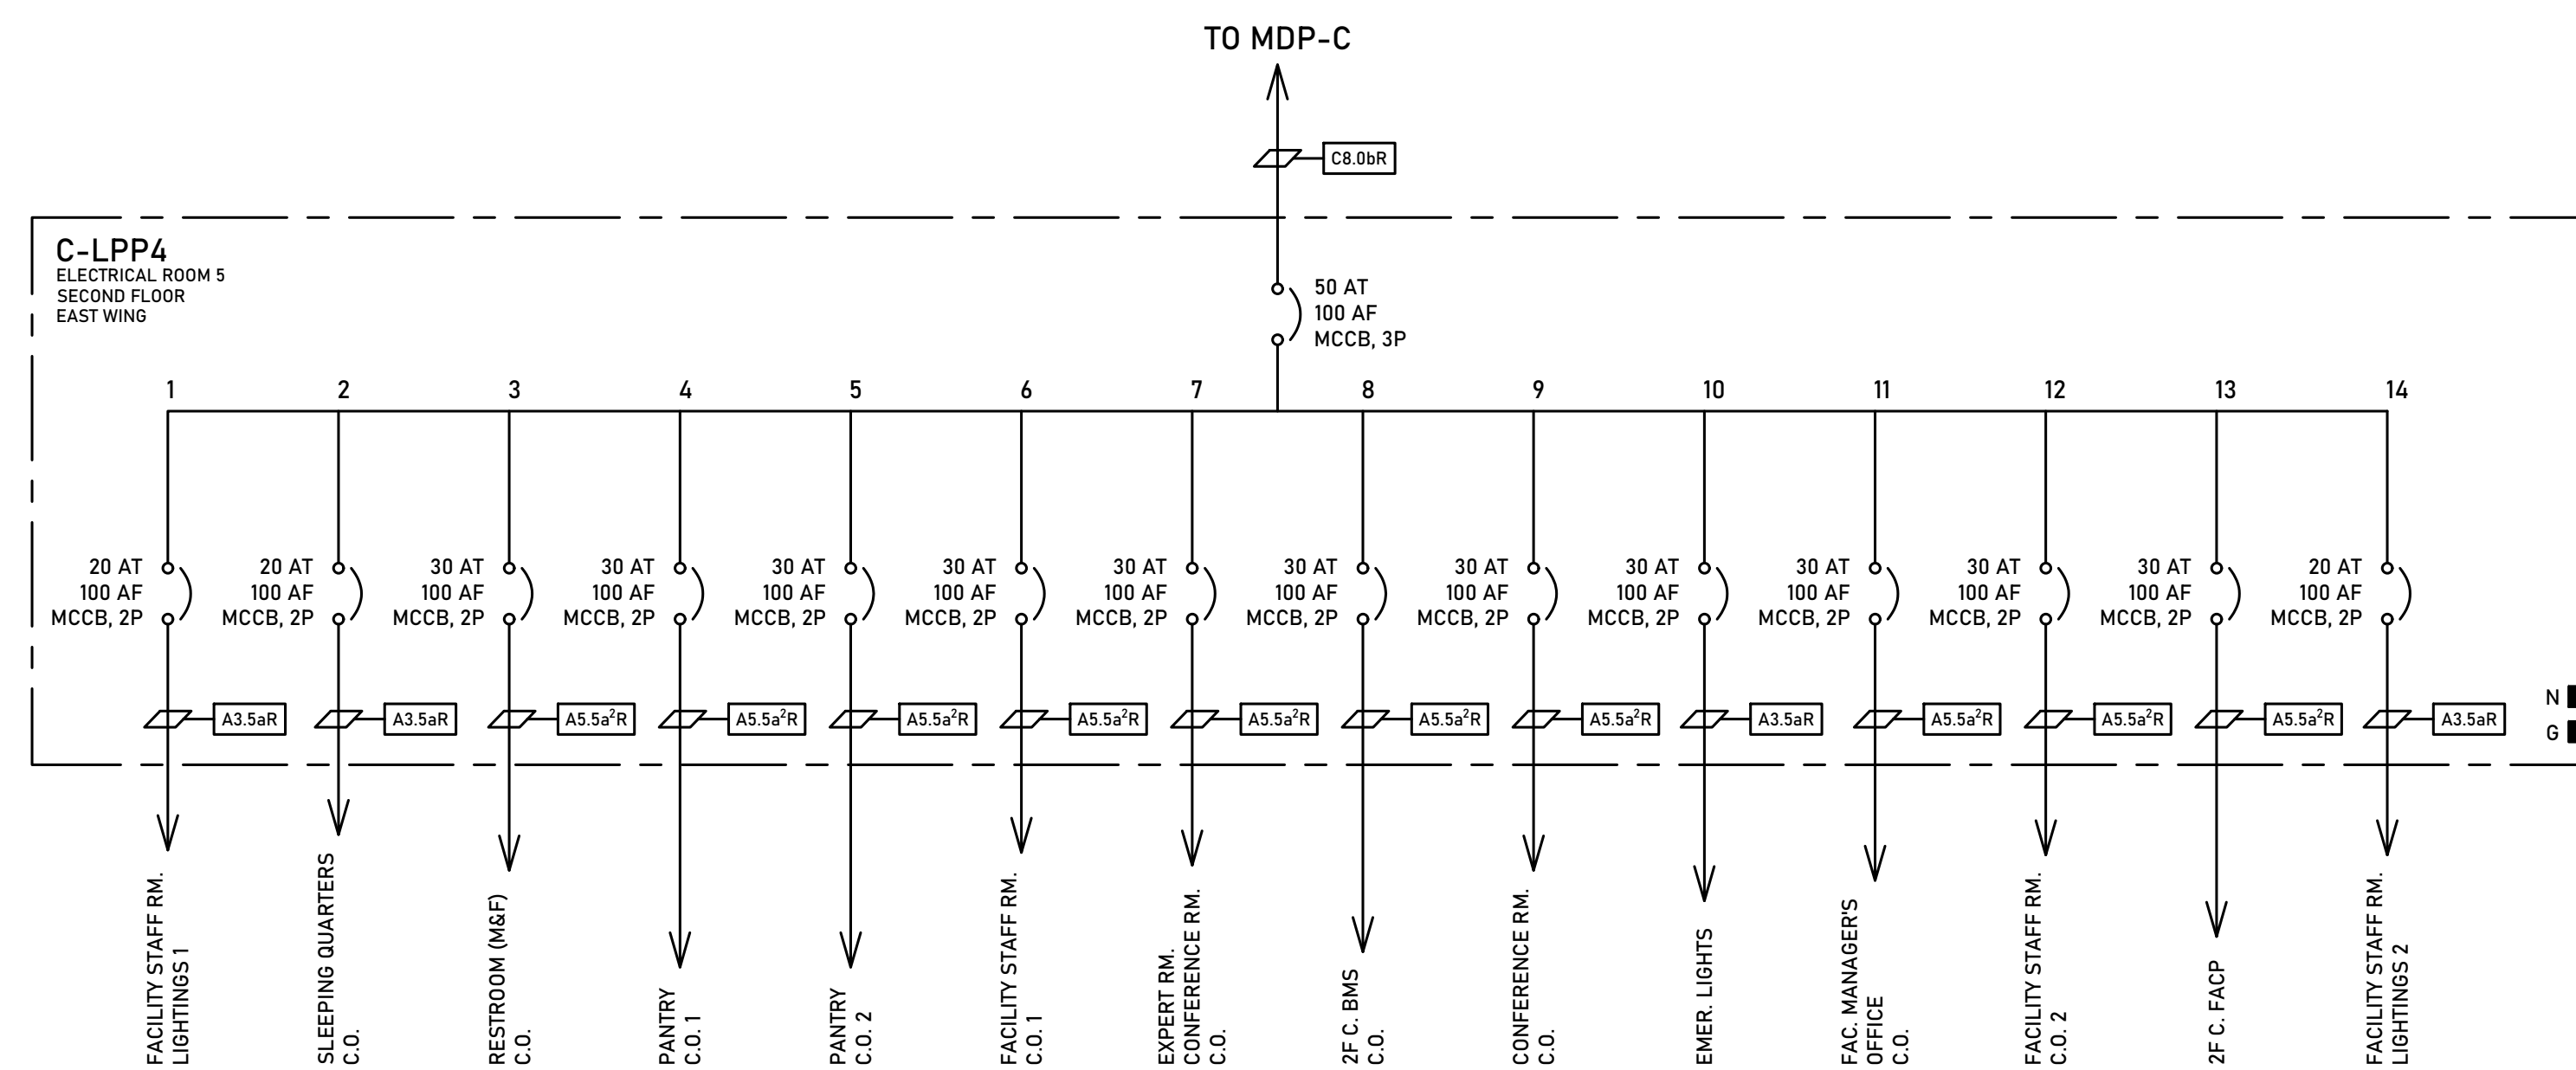 TO MDP-C
C8.0bR
C-LPP4
ELECTRICAL ROOM 5
SECOND FLOOR
EAST WING
50 AT
100 AF
MCCB, 3P
1
2
3
4
5
6
7
8
9
10
11
12
13
14
20 AT
100 AF
MCCB, 2P
20 AT
100 AF
MCCB, 2P
30 AT
100 AF
MCCB, 2P
30 AT
100 AF
MCCB, 2P
30 AT
100 AF
MCCB, 2P
30 AT
100 AF
MCCB, 2P
30 AT
100 AF
MCCB, 2P
30 AT
100 AF
MCCB, 2P
30 AT
100 AF
MCCB, 2P
30 AT
100 AF
MCCB, 2P
30 AT
100 AF
MCCB, 2P
30 AT
100 AF
MCCB, 2P
30 AT
100 AF
MCCB, 2P
20 AT
100 AF
MCCB, 2P
A3.5aR
A3.5aR
A5.5a²R
A5.5a²R
A5.5a²R
A5.5a²R
A5.5a²R
A5.5a²R
A5.5a²R
A3.5aR
A5.5a²R
A5.5a²R
A5.5a²R
A3.5aR
N
G
FACILITY STAFF RM.
LIGHTINGS 1
SLEEPING QUARTERS
C.O.
RESTROOM (M&F)
C.O.
PANTRY
C.O. 1
PANTRY
C.O. 2
FACILITY STAFF RM.
C.O. 1
EXPERT RM.
CONFERENCE RM.
C.O.
2F C. BMS
C.O.
CONFERENCE RM.
C.O.
EMER. LIGHTS
FAC. MANAGER'S
OFFICE
C.O.
FACILITY STAFF RM.
C.O. 2
2F C. FACP
FACILITY STAFF RM.
LIGHTINGS 2